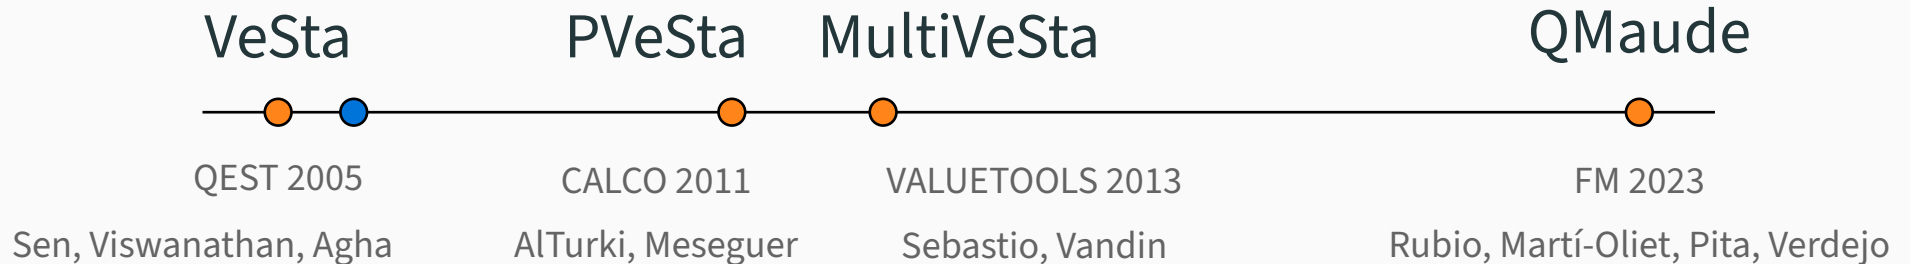 VeSta PVeSta MultiVeSta QMaude
QEST 2005 CALCO 2011 VALUETOOLS 2013 FM 2023
Sen, Viswanathan, Agha AlTurki, Meseguer Sebastio, Vandin Rubio, Martí-Oliet, Pita, Verdejo